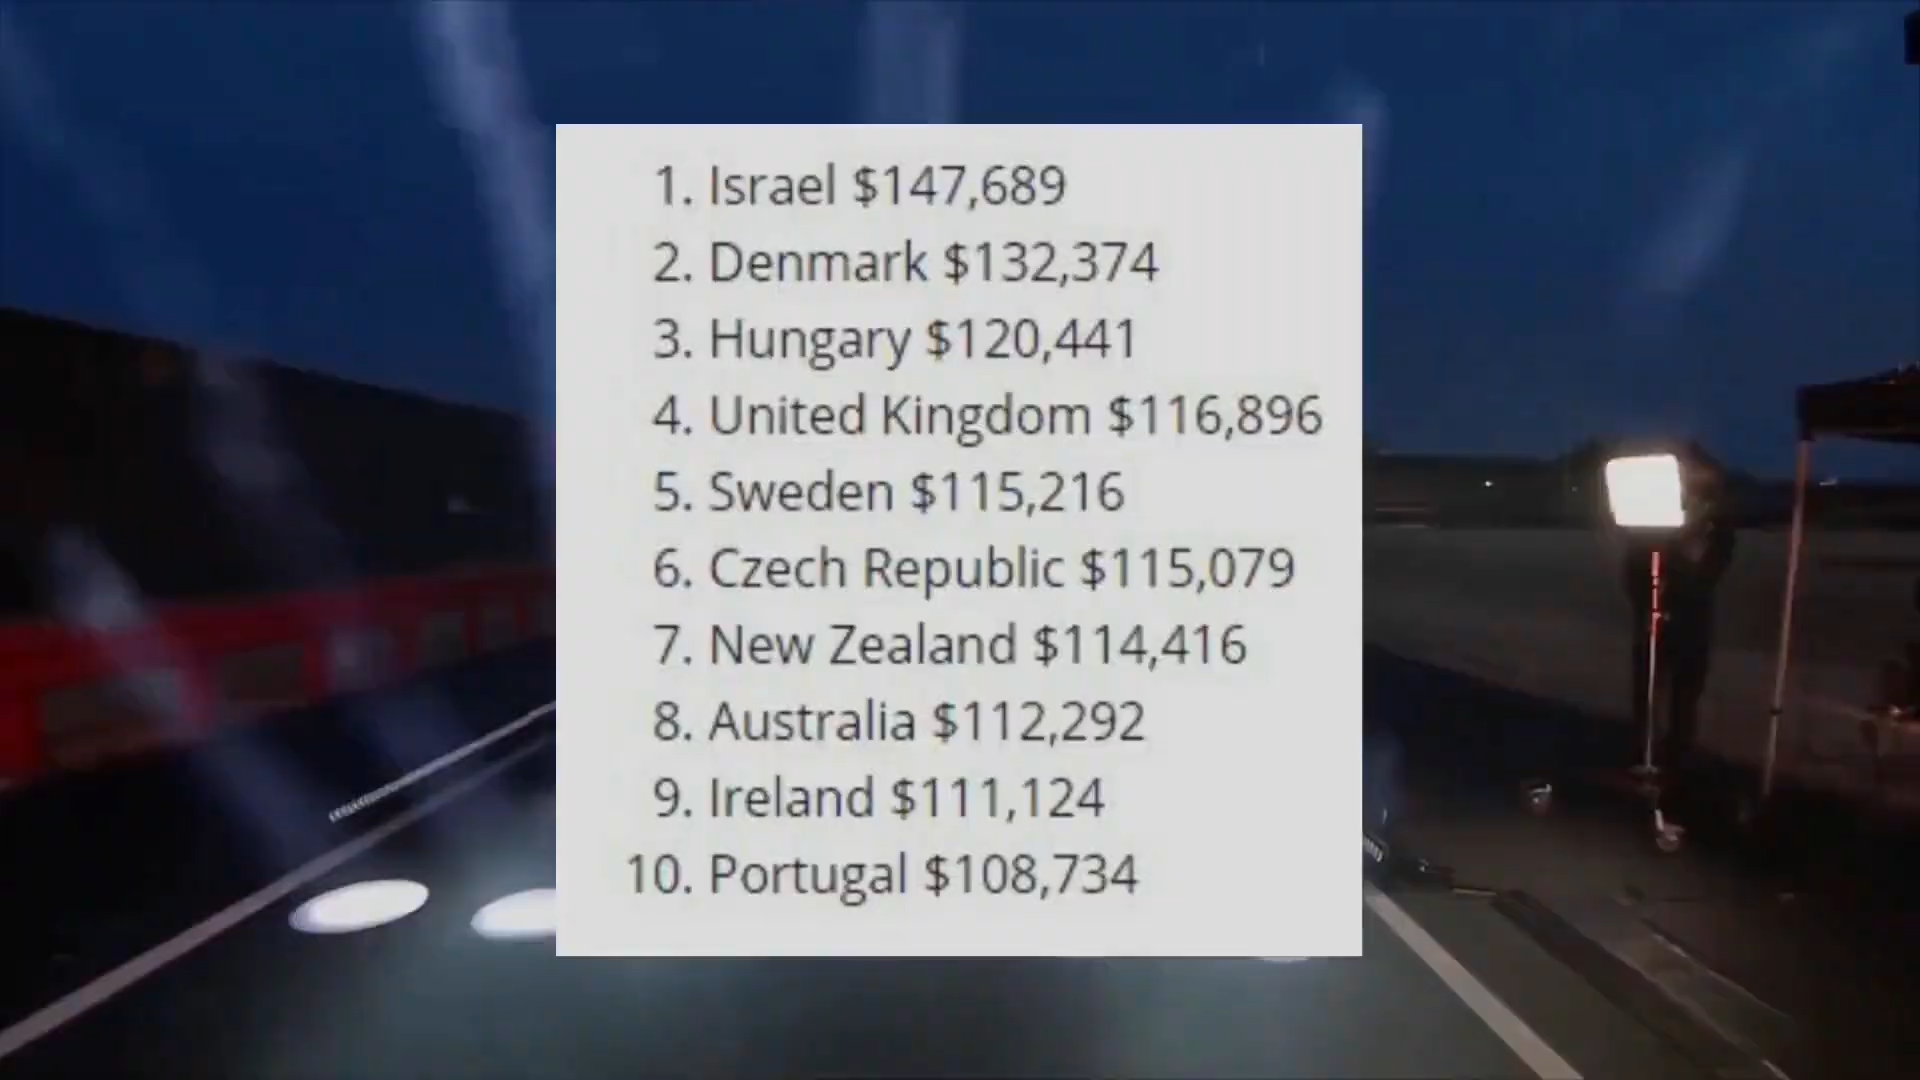 1. Israel $147,689
2. Denmark $132,374
3. Hungary $120,441
4. United Kingdom $116,896
5. Sweden $115,216
6. Czech Republic $115,079
7. New Zealand $114,416
8. Australia $112,292
9. Ireland $111,124
10. Portugal $108,734